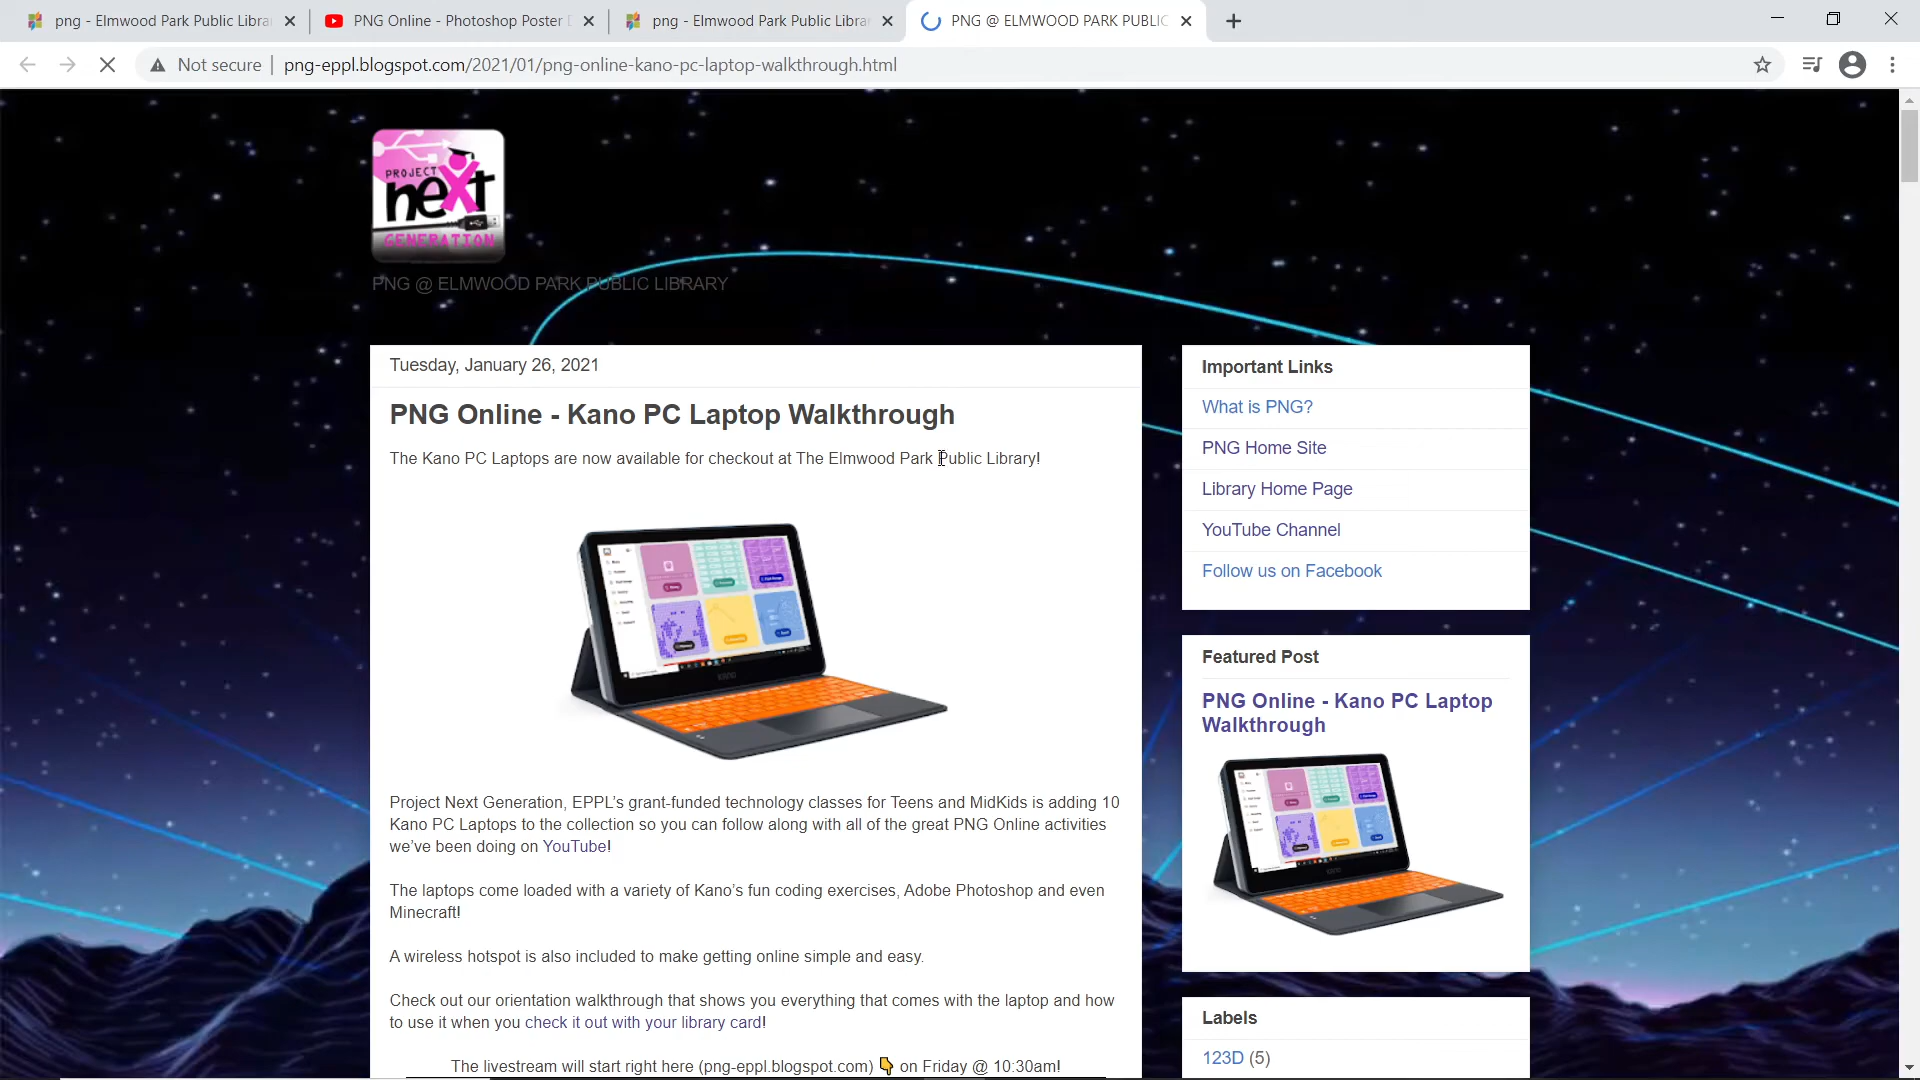 png - Elmwood Park Public Libra
PNG Online - Photoshop Poster
png - Elmwood Park Public Librar
PNG @ ELMWOOD PARK PUBLIC
Not secure
png-eppl.blogspot.com/2021/01/png-online-kano-pc-laptop-walkthrough.html
PROJECT
neXt
GENERATION
PNG @ ELMWOOD PARK PUBLIC LIBRARY
Tuesday, January 26, 2021
PNG Online - Kano PC Laptop Walkthrough
The Kano PC Laptops are now available for checkout at The Elmwood Park Public Library!
Project Next Generation, EPPL's grant-funded technology classes for Teens and MidKids is adding 10
Kano PC Laptops to the collection so you can follow along with all of the great PNG Online activities
we've been doing on YouTube!
The laptops come loaded with a variety of Kano's fun coding exercises, Adobe Photoshop and even
Minecraft!
A wireless hotspot is also included to make getting online simple and easy.
Check out our orientation walkthrough that shows you everything that comes with the laptop and how
to use it when you check it out with your library card!
The livestream will start right here (png-eppl.blogspot.com) 👇 on Friday @ 10:30am!
Important Links
What is PNG?
PNG Home Site
Library Home Page
YouTube Channel
Follow us on Facebook
Featured Post
PNG Online - Kano PC Laptop
Walkthrough
Labels
123D (5)